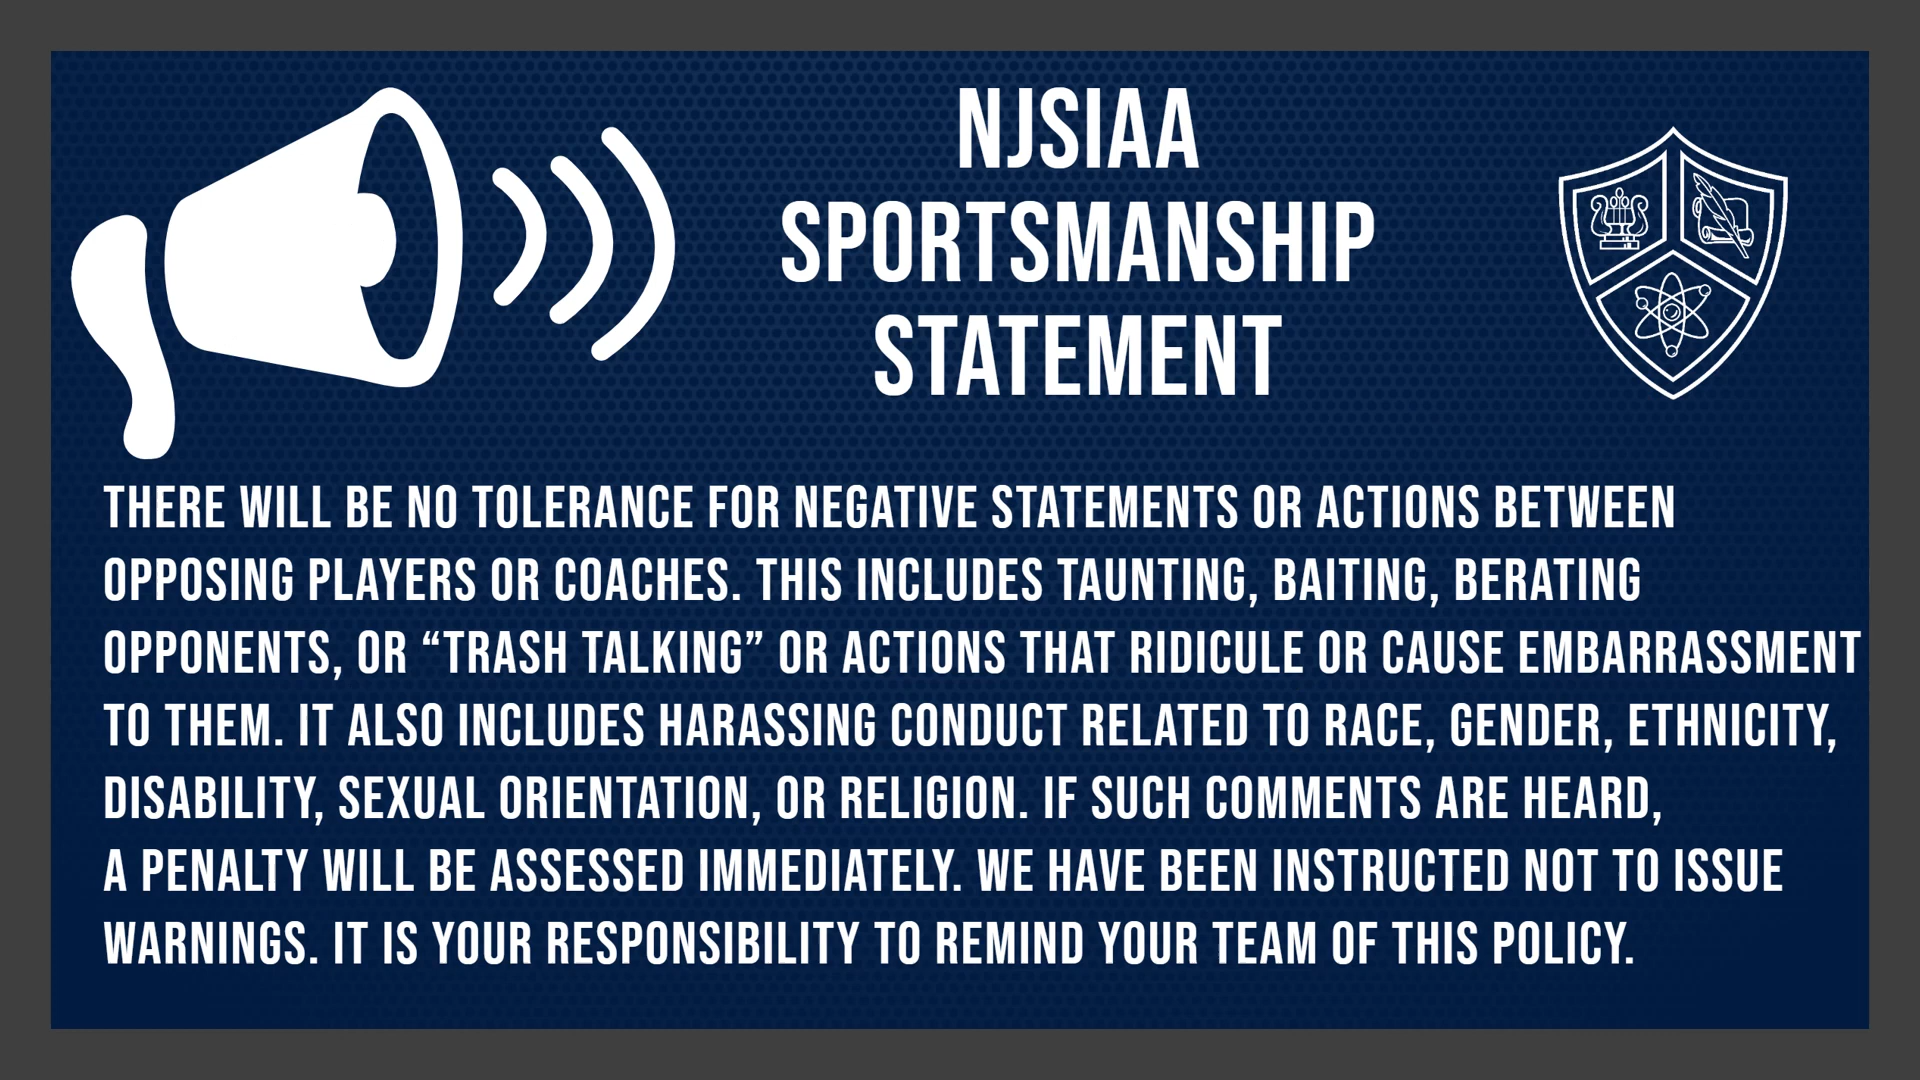 NJSIAA
SPORTSMANSHIP
STATEMENT
THERE WILL BE NO TOLERANCE FOR NEGATIVE STATEMENTS OR ACTIONS BETWEEN
OPPOSING PLAYERS OR COACHES. THIS INCLUDES TAUNTING, BAITING, BERATING
OPPONENTS, OR “TRASH TALKING” OR ACTIONS THAT RIDICULE OR CAUSE EMBARRASSMENT
TO THEM. IT ALSO INCLUDES HARASSING CONDUCT RELATED TO RACE, GENDER, ETHNICITY,
DISABILITY, SEXUAL ORIENTATION, OR RELIGION. IF SUCH COMMENTS ARE HEARD,
A PENALTY WILL BE ASSESSED IMMEDIATELY. WE HAVE BEEN INSTRUCTED NOT TO ISSUE
WARNINGS. IT IS YOUR RESPONSIBILITY TO REMIND YOUR TEAM OF THIS POLICY.